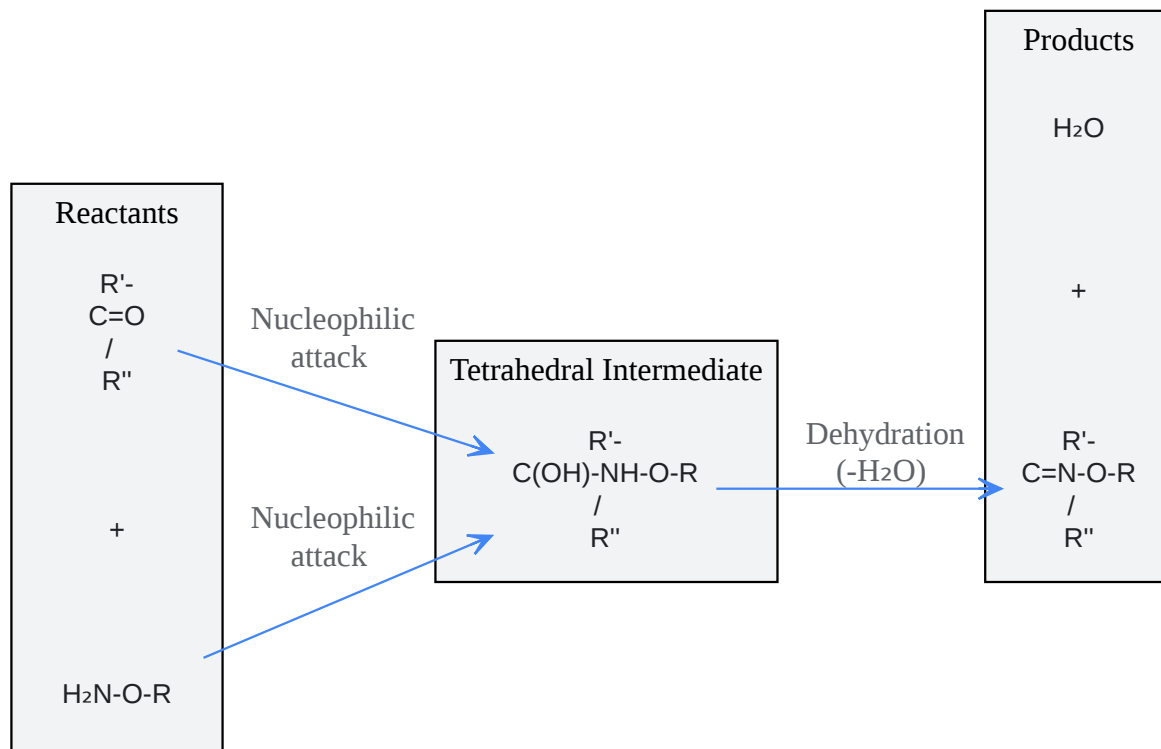 Reactants
R'-
C=O
/
R"
+
H₂N-O-R
Nucleophilic
attack
Nucleophilic
attack
Tetrahedral Intermediate
R'-
C(OH)-NH-O-R
/
R"
Dehydration
(-H₂O)
Products
H₂O
+
R'-
C=N-O-R
/
R"